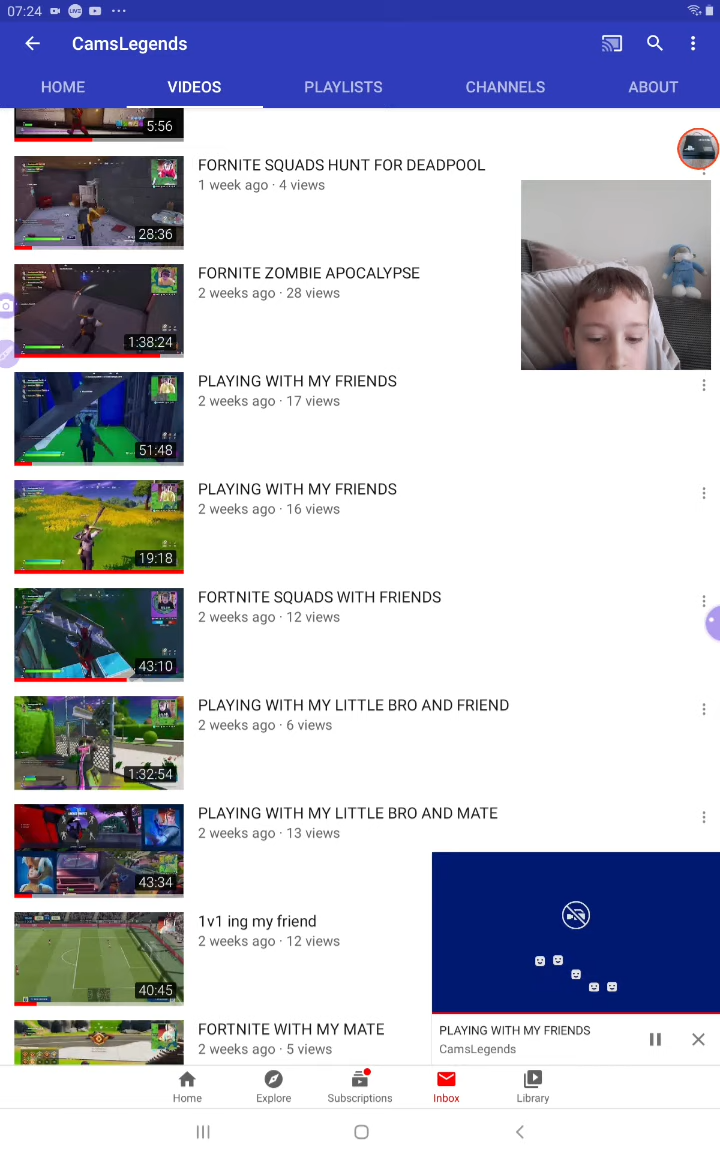 07:24
LIVE
CamsLegends
HOME
VIDEOS
PLAYLISTS
CHANNELS
ABOUT
5:56
FORNITE SQUADS HUNT FOR DEADPOOL
1 week ago · 4 views
28:36
FORNITE ZOMBIE APOCALYPSE
2 weeks ago · 28 views
1:38:24
PLAYING WITH MY FRIENDS
2 weeks ago · 17 views
51:48
PLAYING WITH MY FRIENDS
2 weeks ago · 16 views
19:18
FORTNITE SQUADS WITH FRIENDS
2 weeks ago · 12 views
43:10
PLAYING WITH MY LITTLE BRO AND FRIEND
2 weeks ago · 6 views
1:32:54
PLAYING WITH MY LITTLE BRO AND MATE
2 weeks ago · 13 views
43:34
1v1 ing my friend
2 weeks ago · 12 views
40:45
FORTNITE WITH MY MATE
2 weeks ago · 5 views
PLAYING WITH MY FRIENDS
CamsLegends
Home
Explore
Subscriptions
Inbox
Library